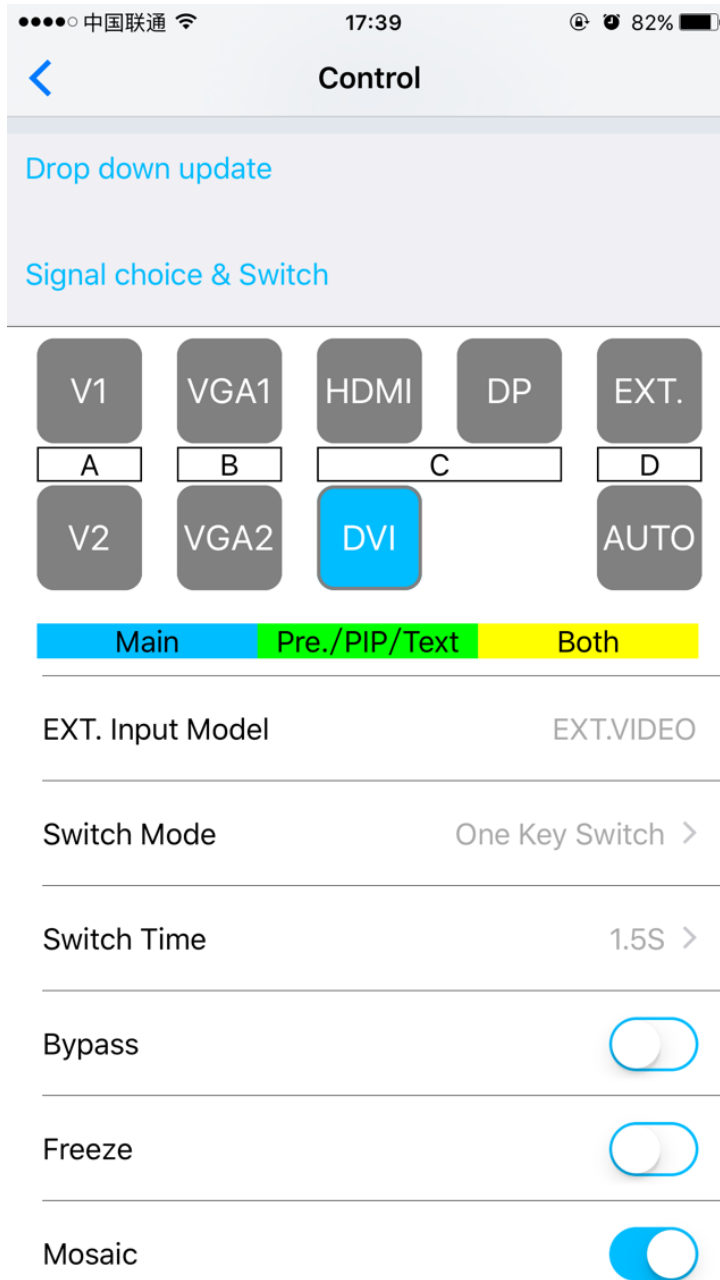 中国联通 17:39 82%
Control
Drop down update
Signal choice & Switch
V1 VGA1 HDMI DP EXT.
A B C D
V2 VGA2 DVI AUTO
Main Pre./PIP/Text Both
EXT. Input Model EXT.VIDEO
Switch Mode One Key Switch
Switch Time 1.5S
Bypass
Freeze
Mosaic